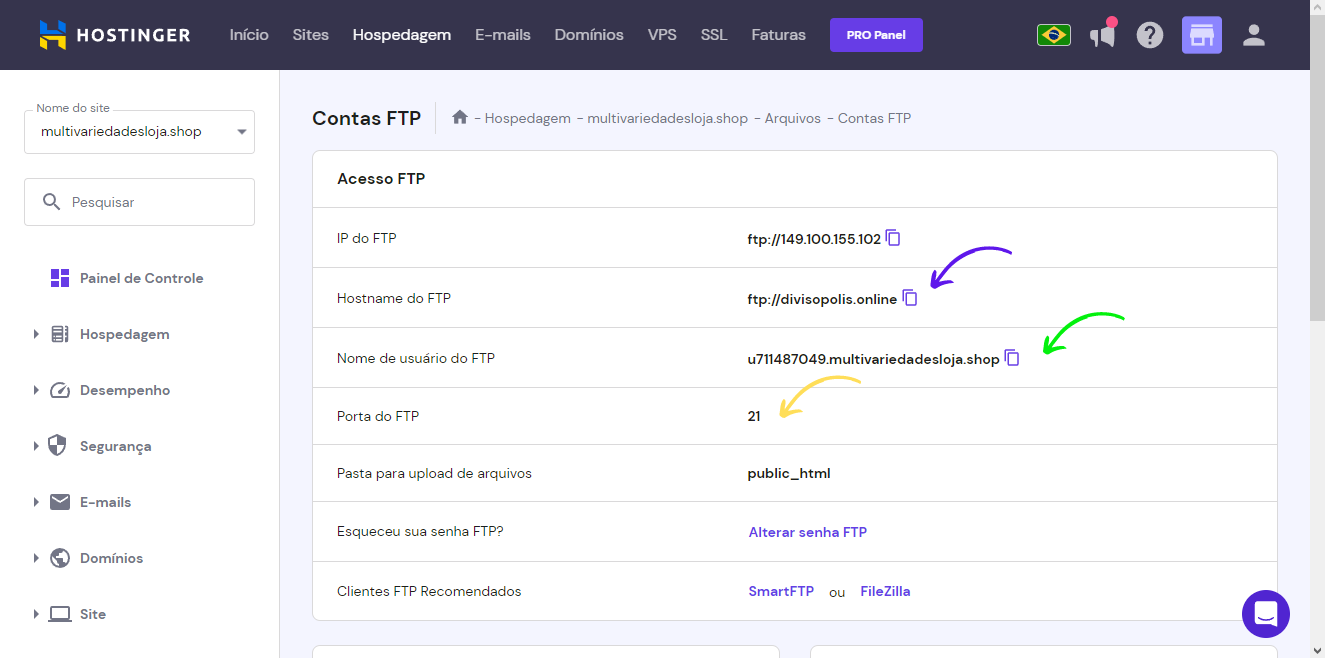 HOSTINGER Início Sites Hospedagem E-mails Domínios VPS SSL Faturas PRO Panel
Nome do site
multivariedadesloja.shop
Pesquisar
Painel de Controle
Hospedagem
Desempenho
Segurança
E-mails
Domínios
Site
Contas FTP - Hospedagem - multivariedadesloja.shop - Arquivos - Contas FTP
Acesso FTP
IP do FTP ftp://149.100.155.102
Hostname do FTP ftp://divisopolis.online
Nome de usuário do FTP u711487049.multivariedadesloja.shop
Porta do FTP 21
Pasta para upload de arquivos public_html
Esqueceu sua senha FTP? Alterar senha FTP
Clientes FTP Recomendados SmartFTP ou FileZilla